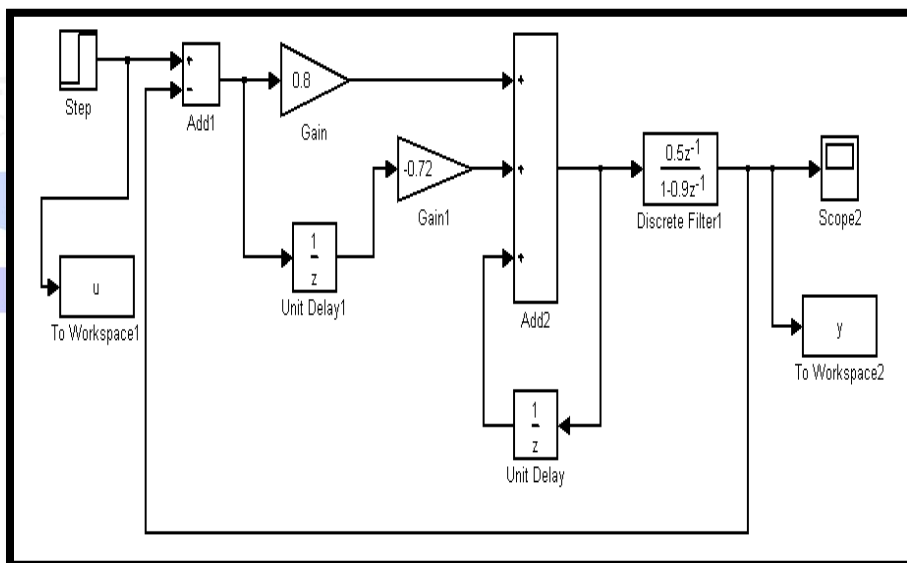 Step
+
-
Add1
0.8
Gain
-0.72
Gain1
1
z
Unit Delay1
+
+
+
Add2
1
z
Unit Delay
0.5z-1
1-0.9z-1
Discrete Filter1
Scope2
u
To Workspace1
y
To Workspace2